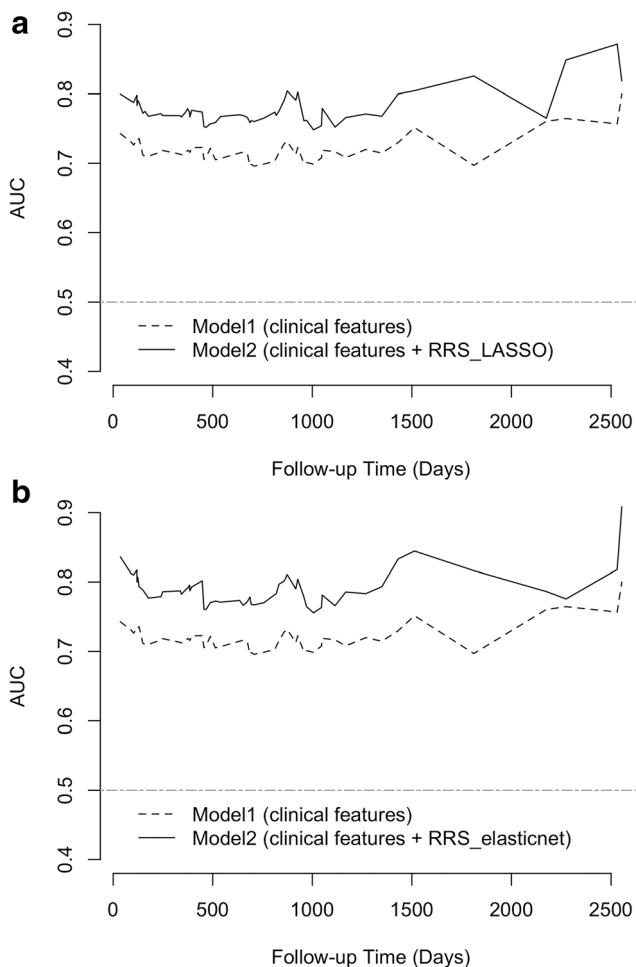 a
0.9
0.8
0.7
0.6
0.5
0.4
AUC
Model1 (clinical features)
Model2 (clinical features + RRS_LASSO)
0 500 1000 1500 2000 2500
Follow-up Time (Days)
b
0.9
0.8
0.7
0.6
0.5
0.4
AUC
Model1 (clinical features)
Model2 (clinical features + RRS_elasticnet)
0 500 1000 1500 2000 2500
Follow-up Time (Days)